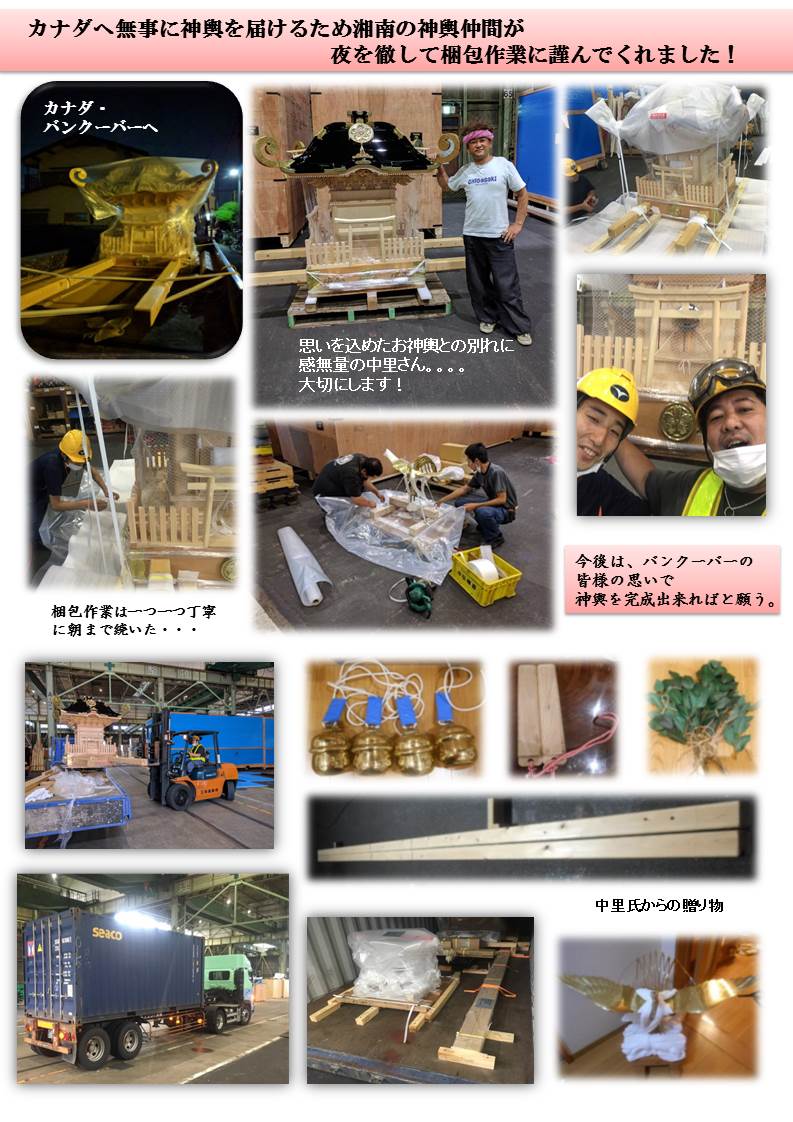 カナダへ無事に神輿を届けるため湘南の神輿仲間が
夜を徹して梱包作業に謹んでくれました！
カナダ・
バンクーバーへ
思いを込めたお神輿との別れに
感無量の中里さん。。。。
大切にします！
今後は、バンクーバーの
皆様の思いで
神輿を完成出来ればと願う。
梱包作業は一つ一つ丁寧
に朝まで続いた・・・
中里氏からの贈り物
seaco